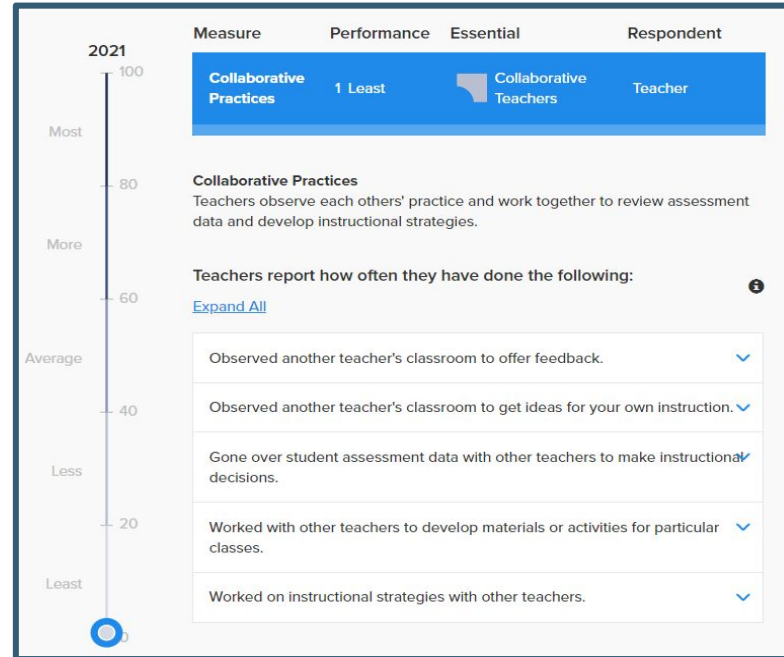 2021
100
Most
80
More
60
Average
40
Less
20
Least
0
Measure Performance Essential Respondent
Collaborative Practices 1 Least Collaborative Teachers Teacher
Collaborative Practices
Teachers observe each others' practice and work together to review assessment
data and develop instructional strategies.
Teachers report how often they have done the following:
Expand All
Observed another teacher's classroom to offer feedback.
Observed another teacher's classroom to get ideas for your own instruction.
Gone over student assessment data with other teachers to make instructional
decisions.
Worked with other teachers to develop materials or activities for particular
classes.
Worked on instructional strategies with other teachers.